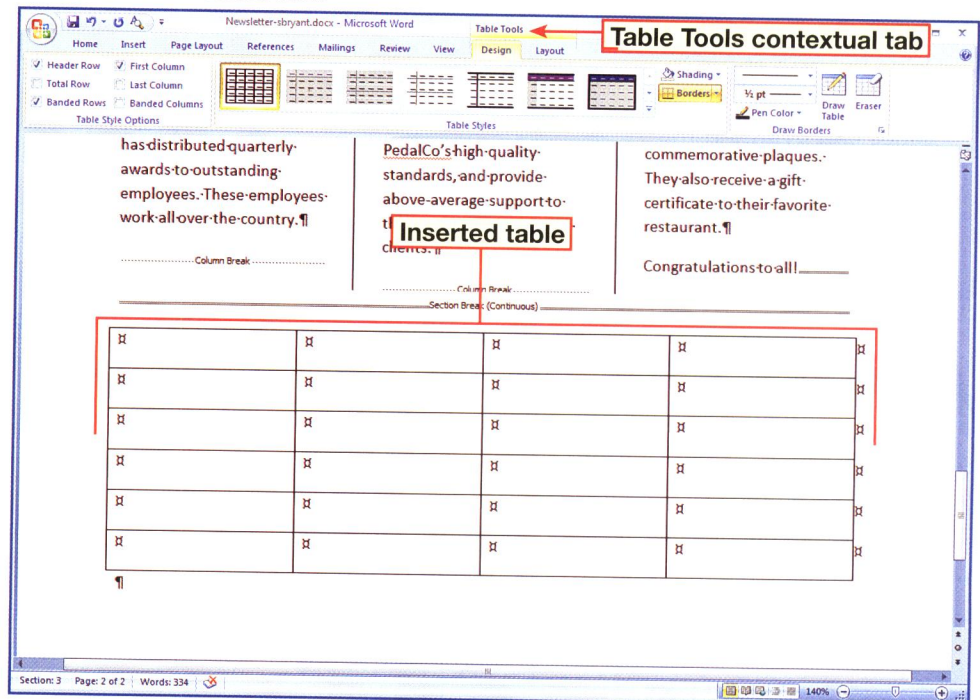 Newsletter-sbryant.docx - Microsoft Word
Table Tools
Table Tools contextual tab
Home Insert Page Layout References Mailings Review View Design Layout
Header Row First Column
Total Row Last Column
Banded Rows Banded Columns
Table Style Options
Table Styles
Shading
Borders
½ pt
Pen Color
Draw Table
Eraser
Draw Borders
has·distributed·quarterly·
awards·to·outstanding·
employees.·These·employees·
work·all·over·the·country.¶
Column Break
PedalCo's·high-quality·
standards,·and·provide·
above-average·support·to·
clients.¶
Column Break
commemorative·plaques.·
They·also·receive·a·gift·
certificate·to·their·favorite·
restaurant.¶
Congratulations·to·all!
Inserted table
Section Break (Continuous)
¤ ¤ ¤ ¤ ¤
¤ ¤ ¤ ¤ ¤
¤ ¤ ¤ ¤ ¤
¤ ¤ ¤ ¤ ¤
¤ ¤ ¤ ¤ ¤
¤ ¤ ¤ ¤ ¤
¶
Section: 3 Page: 2 of 2 Words: 334
140%